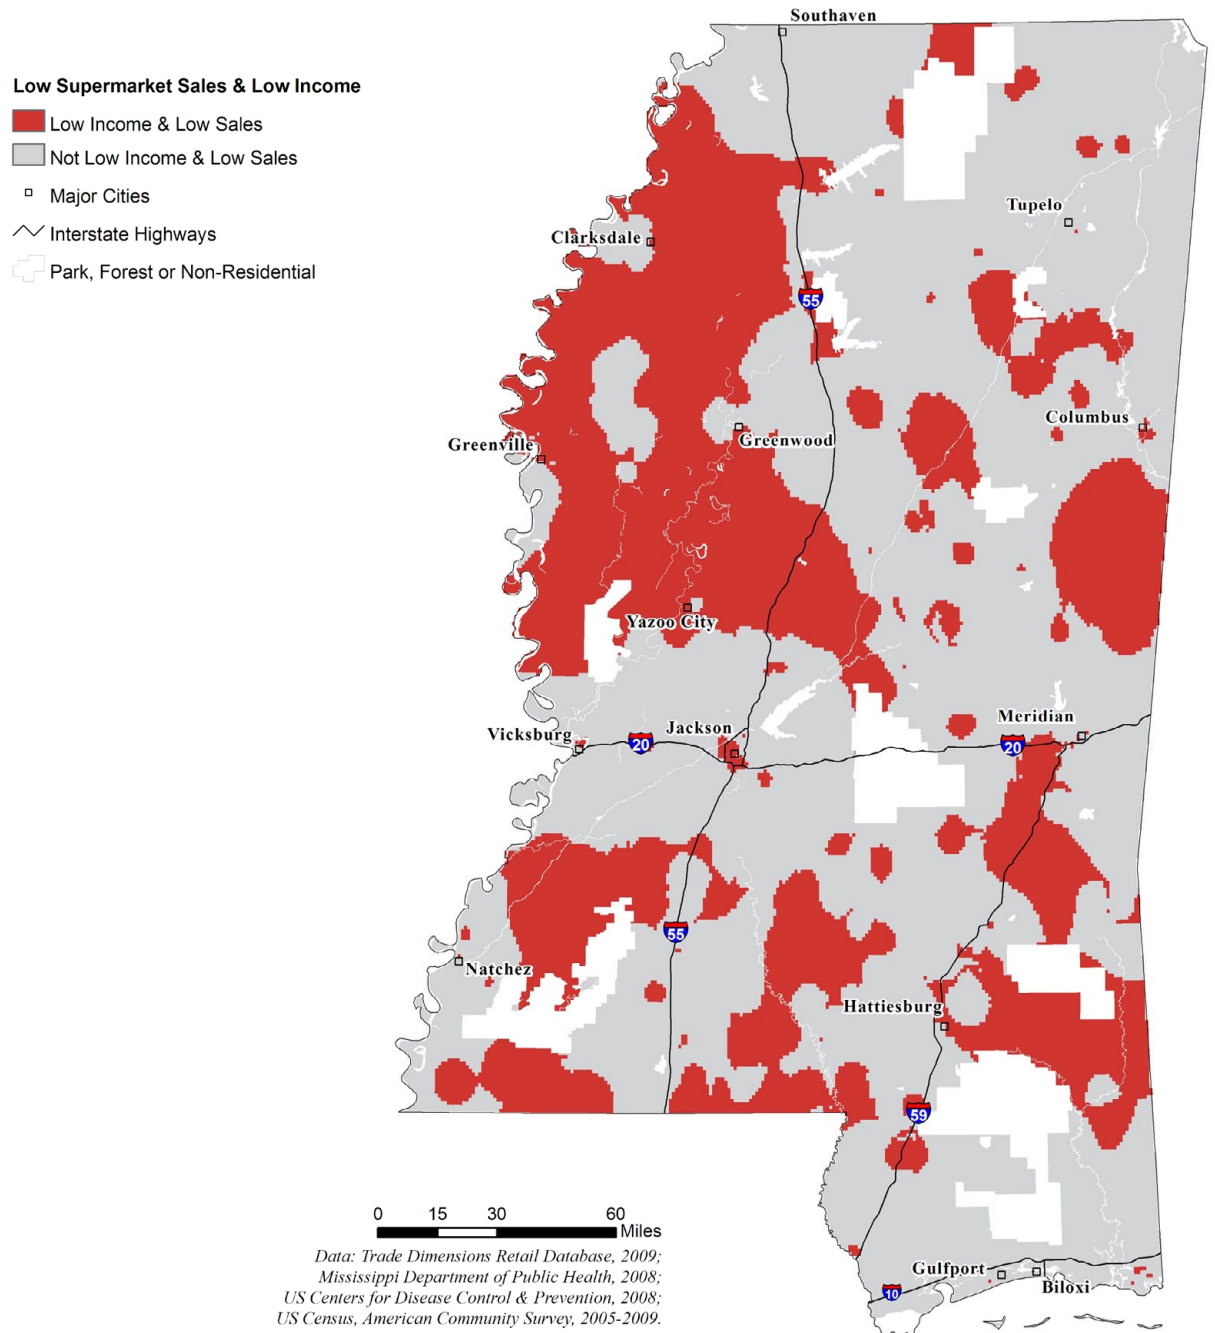 Southaven
Low Supermarket Sales & Low Income
Low Income & Low Sales
Not Low Income & Low Sales
Major Cities
Interstate Highways
Park, Forest or Non-Residential
Tupelo
Clarksdale
55
Columbus
Greenville
Greenwood
Yazoo City
Meridian
Vicksburg
Jackson
20
20
55
Natchez
Hattiesburg
59
0 15 30 60
Miles
Data: Trade Dimensions Retail Database, 2009;
Mississippi Department of Public Health, 2008;
US Centers for Disease Control & Prevention, 2008;
US Census, American Community Survey, 2005-2009.
Gulfport
Biloxi
10